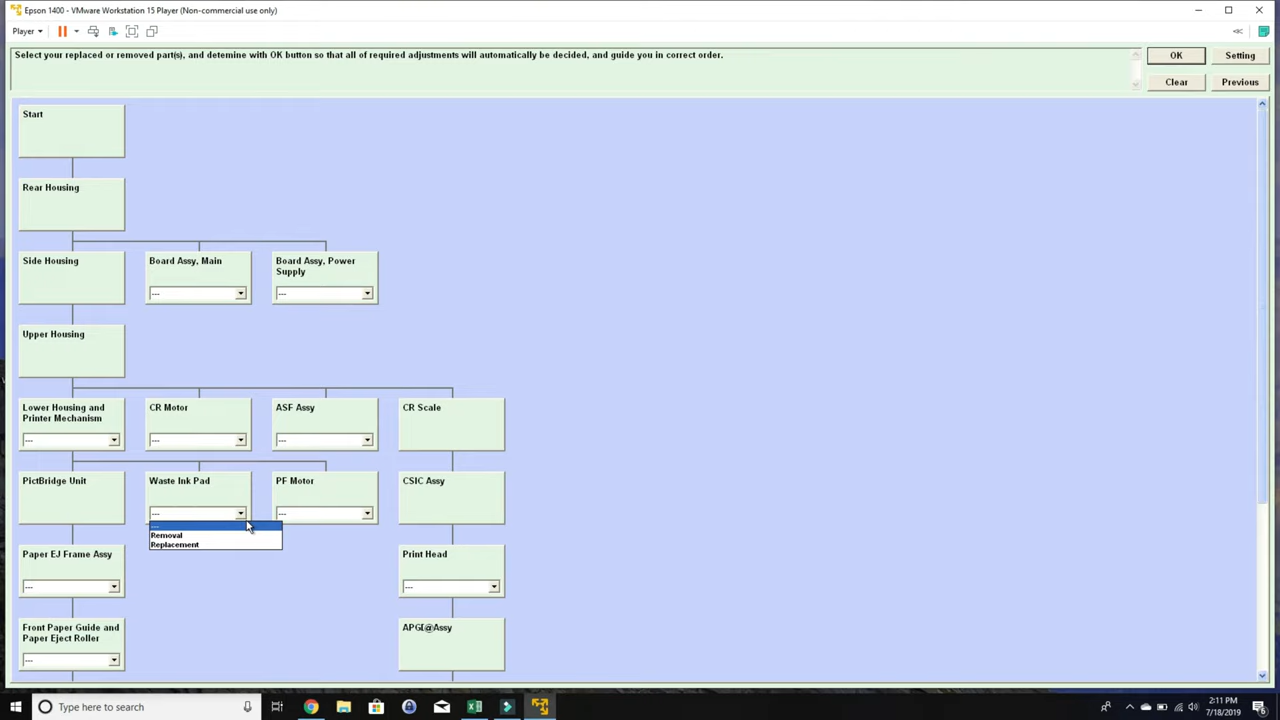 Epson 1400 - VMware Workstation 15 Player (Non-commercial use only)
Player
Select your replaced or removed part(s), and detemine with OK button so that all of required adjustments will automatically be decided, and guide you in correct order.
OK
Setting
Clear
Previous
Start
Rear Housing
Side Housing
Board Assy, Main
Board Assy, Power
Supply
---
---
Upper Housing
Lower Housing and
Printer Mechanism
CR Motor
ASF Assy
CR Scale
---
---
---
PictBridge Unit
Waste Ink Pad
PF Motor
CSIC Assy
---
---
---
Removal
Replacement
Paper EJ Frame Assy
Print Head
---
---
Front Paper Guide and
Paper Eject Roller
APG[@Assy
---
Type here to search
2:11 PM
7/18/2019